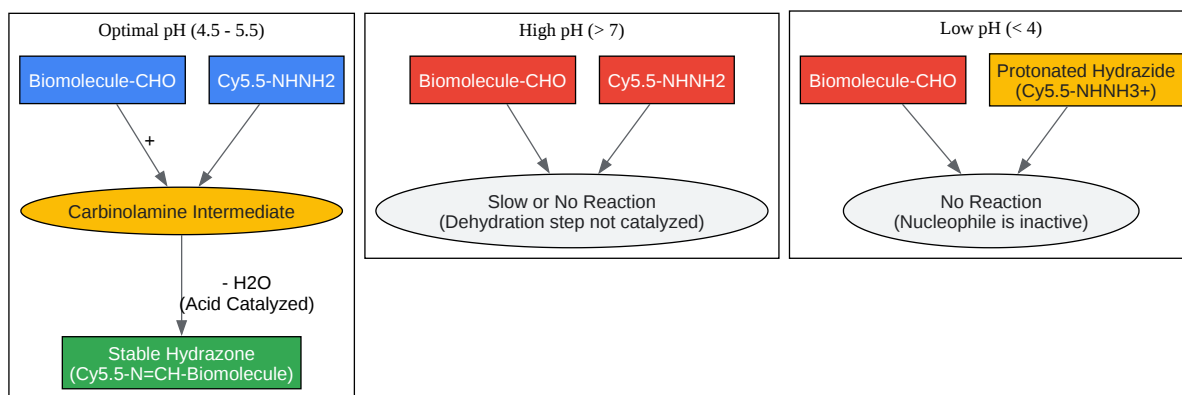 Optimal pH (4.5 - 5.5)
Biomolecule-CHO
Cy5.5-NHNH2
+
Carbinolamine Intermediate
- H2O
(Acid Catalyzed)
Stable Hydrazone
(Cy5.5-N=CH-Biomolecule)
High pH (> 7)
Biomolecule-CHO
Cy5.5-NHNH2
Slow or No Reaction
(Dehydration step not catalyzed)
Low pH (< 4)
Biomolecule-CHO
Protonated Hydrazide
(Cy5.5-NHNH3+)
No Reaction
(Nucleophile is inactive)